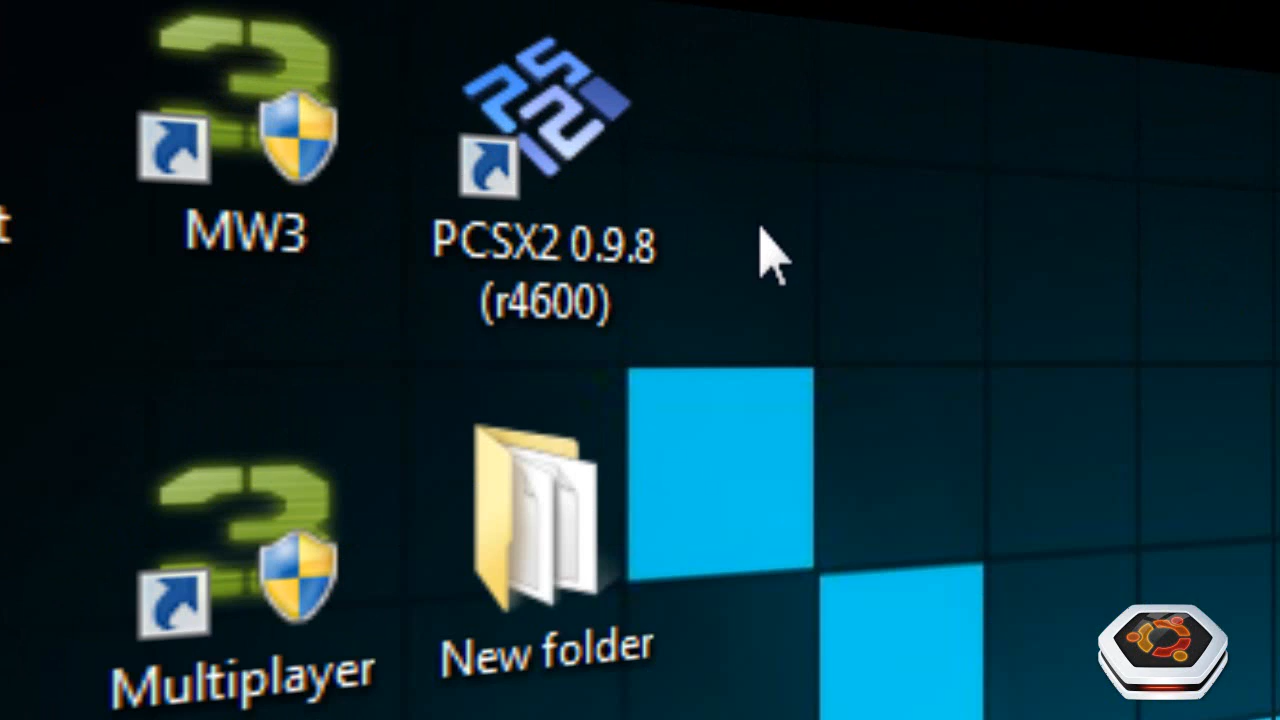 MW3
PCSX2 0.9.8
(r4600)
Multiplayer
New folder